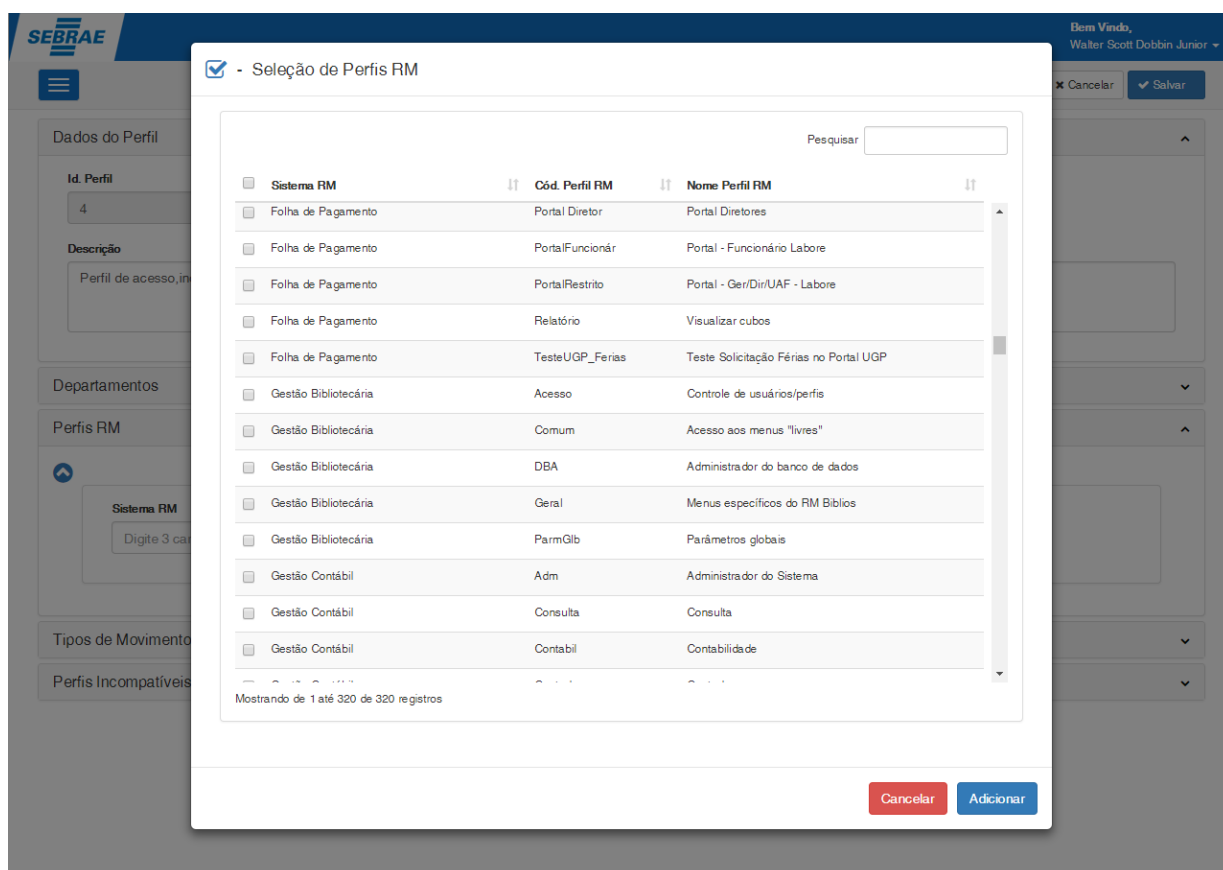 SEBRAE
Bem Vindo,
Walter Scott Dobbin Junior
- Seleção de Perfis RM
Cancelar
Salvar
Dados do Perfil
Id. Perfil
4
Descrição
Perfil de acesso,in
Departamentos
Perfis RM
Sistema RM
Digite 3 car
Tipos de Movimento
Perfis Incompatíveis
Pesquisar
Sistema RM Cód. Perfil RM Nome Perfil RM
Folha de Pagamento Portal Diretor Portal Diretores
Folha de Pagamento PortalFuncionár Portal - Funcionário Labore
Folha de Pagamento PortalRestrito Portal - Ger/Dir/UAF - Labore
Folha de Pagamento Relatório Visualizar cubos
Folha de Pagamento TesteUGP_Ferias Teste Solicitação Férias no Portal UGP
Gestão Bibliotecária Acesso Controle de usuários/perfis
Gestão Bibliotecária Comum Acesso aos menus "livres"
Gestão Bibliotecária DBA Administrador do banco de dados
Gestão Bibliotecária Geral Menus específicos do RM Biblios
Gestão Bibliotecária ParmGlb Parâmetros globais
Gestão Contábil Adm Administrador do Sistema
Gestão Contábil Consulta Consulta
Gestão Contábil Contabil Contabilidade
Mostrando de 1 até 320 de 320 registros
Cancelar
Adicionar